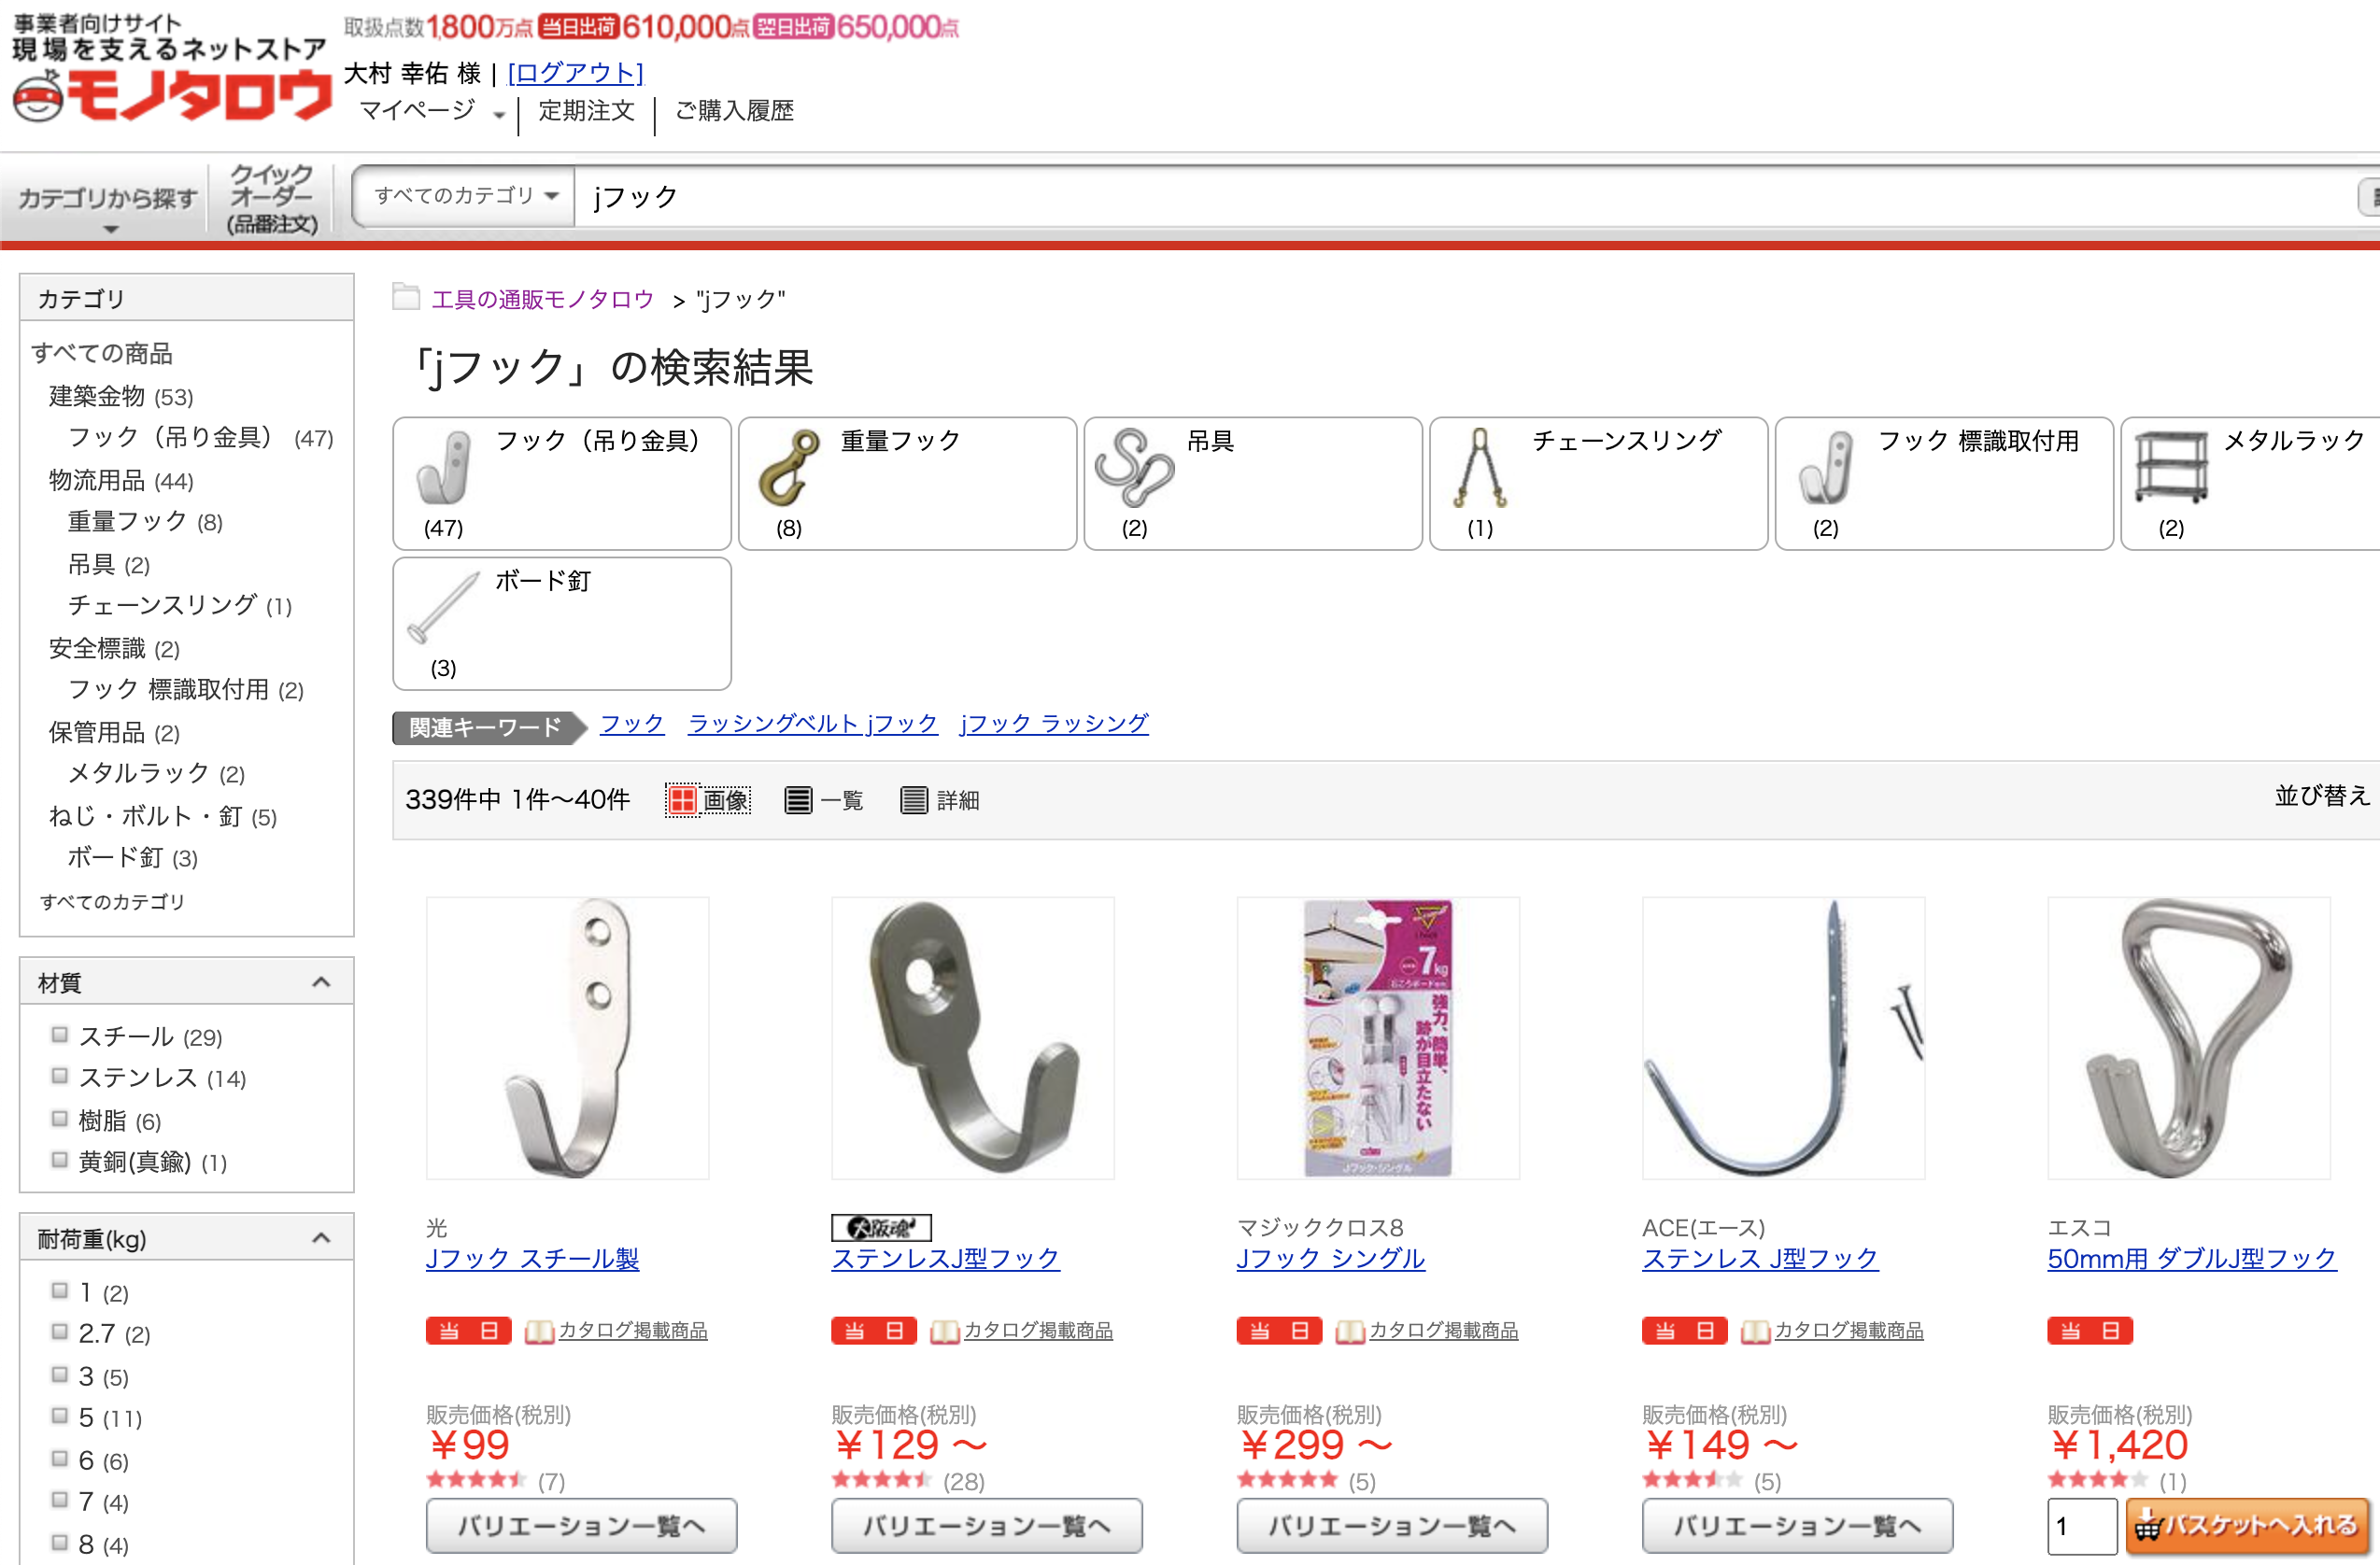 事業者向けサイト
現場を支えるネットストア
モノタロウ
取扱点数1,800万点 当日出荷610,000点 翌日出荷650,000点
大村 幸佑 様 | [ログアウト]
マイページ
定期注文
ご購入履歴
カテゴリから探す
クイック
オーダー
(品番注文)
すべてのカテゴリ
jフック
カテゴリ
すべての商品
建築金物 (53)
フック（吊り金具） (47)
物流用品 (44)
重量フック (8)
吊具 (2)
チェーンスリング (1)
安全標識 (2)
フック 標識取付用 (2)
保管用品 (2)
メタルラック (2)
ねじ・ボルト・釘 (5)
ボード釘 (3)
すべてのカテゴリ
材質
スチール (29)
ステンレス (14)
樹脂 (6)
黄銅(真鍮) (1)
耐荷重(kg)
1 (2)
2.7 (2)
3 (5)
5 (11)
6 (6)
7 (4)
8 (4)
工具の通販モノタロウ > "jフック"
「jフック」の検索結果
フック（吊り金具）
(47)
重量フック
(8)
吊具
(2)
チェーンスリング
(1)
フック 標識取付用
(2)
メタルラック
(2)
ボード釘
(3)
関連キーワード フック ラッシングベルト jフック jフック ラッシング
339件中 1件～40件 画像 一覧 詳細
並び替え
7kg
石こうボード専用
強力、簡単、
跡が目立たない
Jフック・シングル
光
Jフック スチール製
当日 カタログ掲載商品
販売価格(税別)
￥99
(7)
バリエーション一覧へ
大阪魂
ステンレスJ型フック
当日 カタログ掲載商品
販売価格(税別)
￥129 ～
(28)
バリエーション一覧へ
マジッククロス8
Jフック シングル
当日 カタログ掲載商品
販売価格(税別)
￥299 ～
(5)
バリエーション一覧へ
ACE(エース)
ステンレス J型フック
当日 カタログ掲載商品
販売価格(税別)
￥149 ～
(5)
バリエーション一覧へ
エスコ
50mm用 ダブルJ型フック
当日
販売価格(税別)
￥1,420
(1)
1
バスケットへ入れる